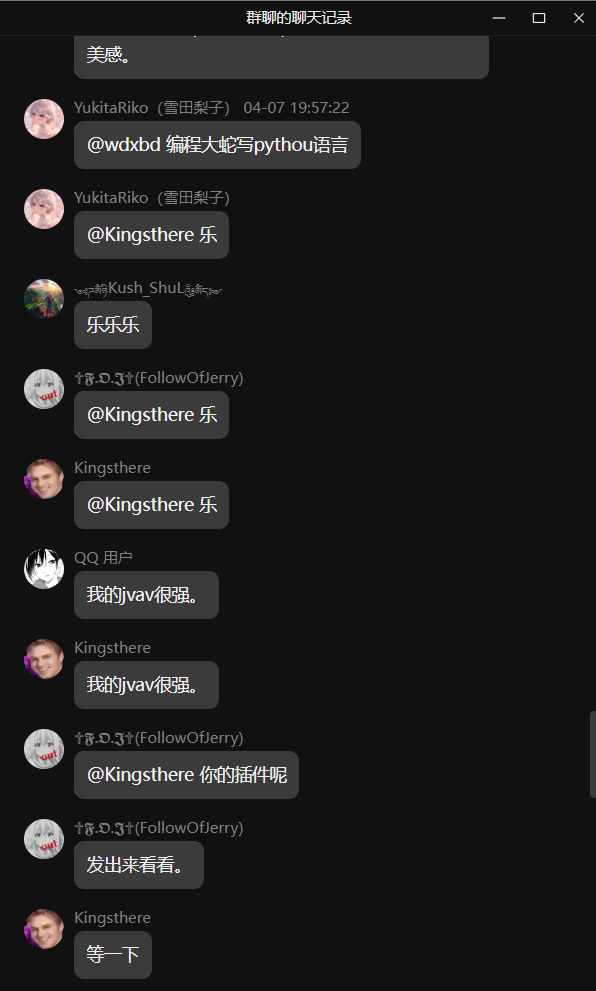 群聊的聊天记录
美感。
YukitaRiko（雪田梨子） 04-07 19:57:22
@wdxbd 编程大蛇写pythou语言
YukitaRiko（雪田梨子）
@Kingsthere 乐
Kush_ShuL
乐乐乐
✝𝕱.𝕺.𝕴✝(FollowOfJerry)
@Kingsthere 乐
Kingsthere
@Kingsthere 乐
QQ 用户
我的jvav很强。
Kingsthere
我的jvav很强。
✝𝕱.𝕺.𝕴✝(FollowOfJerry)
@Kingsthere 你的插件呢
✝𝕱.𝕺.𝕴✝(FollowOfJerry)
发出来看看。
Kingsthere
等一下
out
out
out